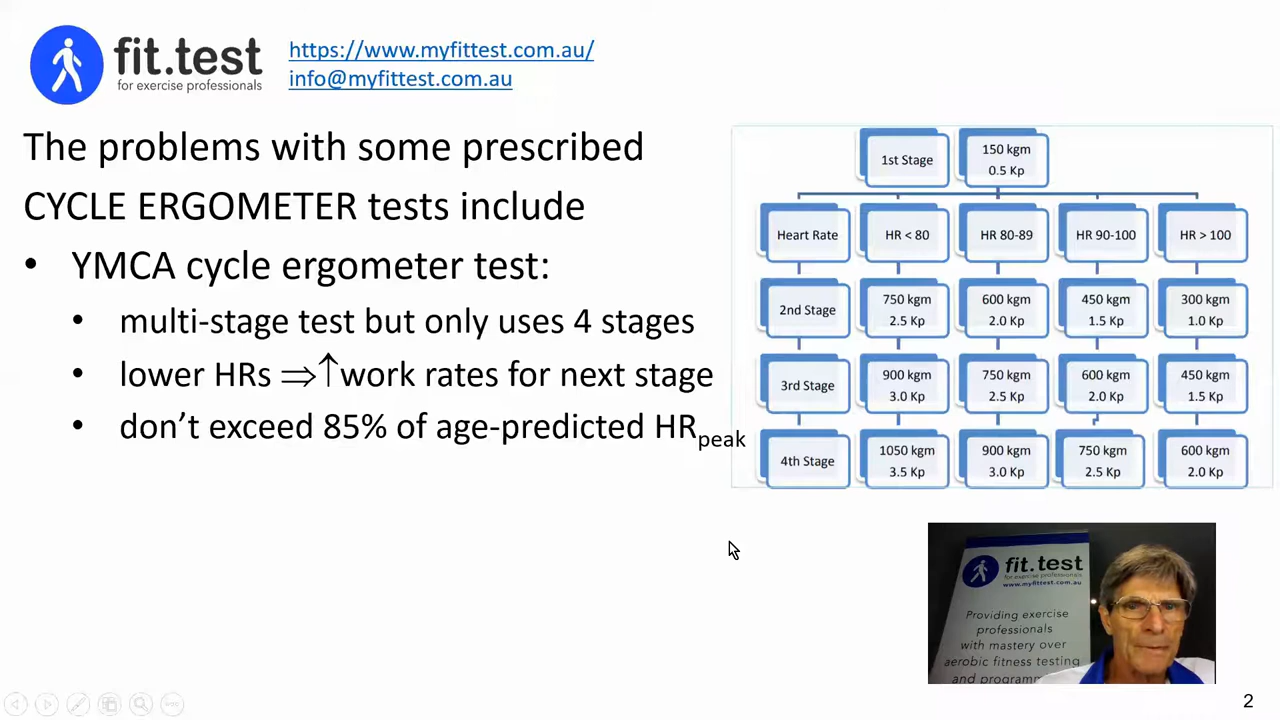 fit.test
for exercise professionals
https://www.myfittest.com.au/
info@myfittest.com.au
The problems with some prescribed
CYCLE ERGOMETER tests include
• YMCA cycle ergometer test:
• multi-stage test but only uses 4 stages
• lower HRs ⇒↑work rates for next stage
• don't exceed 85% of age-predicted HRpeak
1st Stage
150 kgm
0.5 Kp
Heart Rate
HR < 80
HR 80-89
HR 90-100
HR > 100
2nd Stage
750 kgm
2.5 Kp
600 kgm
2.0 Kp
450 kgm
1.5 Kp
300 kgm
1.0 Kp
3rd Stage
900 kgm
3.0 Kp
750 kgm
2.5 Kp
600 kgm
2.0 Kp
450 kgm
1.5 Kp
4th Stage
1050 kgm
3.5 Kp
900 kgm
3.0 Kp
750 kgm
2.5 Kp
600 kgm
2.0 Kp
fit.test
for exercise professionals
www.myfittest.com.au
Providing exercise
professionals
with mastery over
aerobic fitness testing
and
2